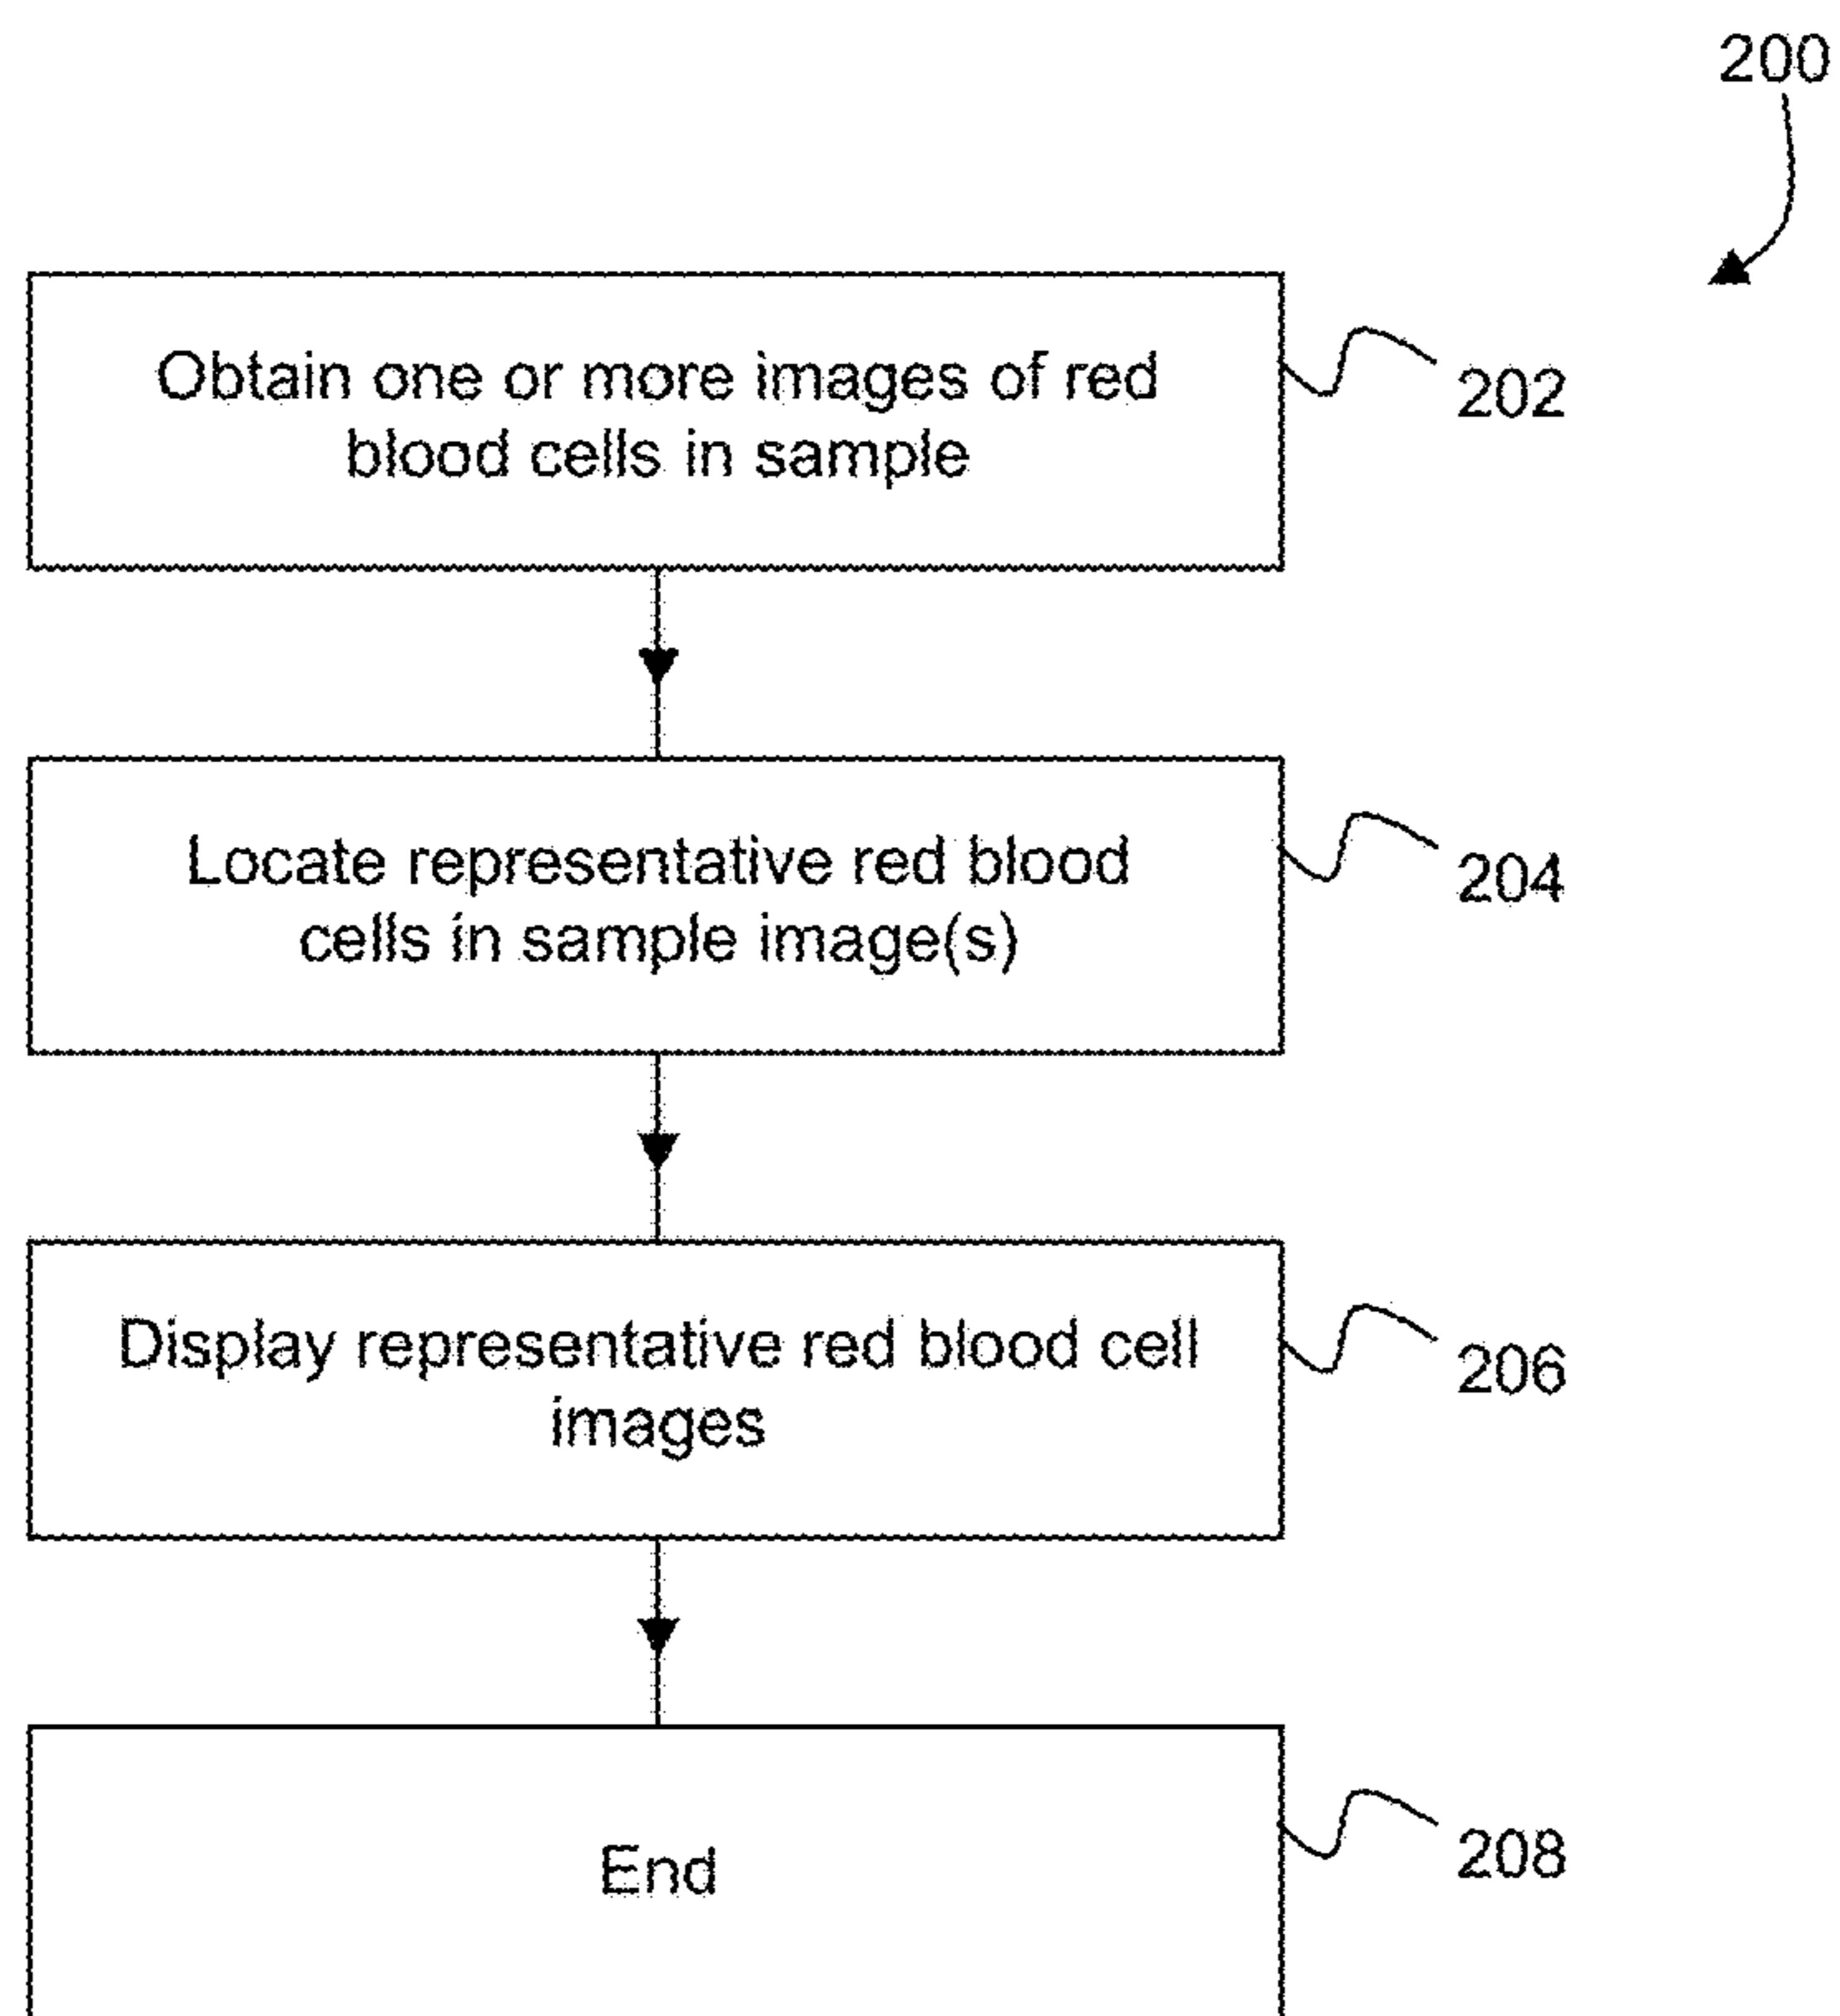 200
Obtain one or more images of red
blood cells in sample
202
Locate representative red blood
cells in sample image(s)
204
Display representative red blood cell
images
206
End
208